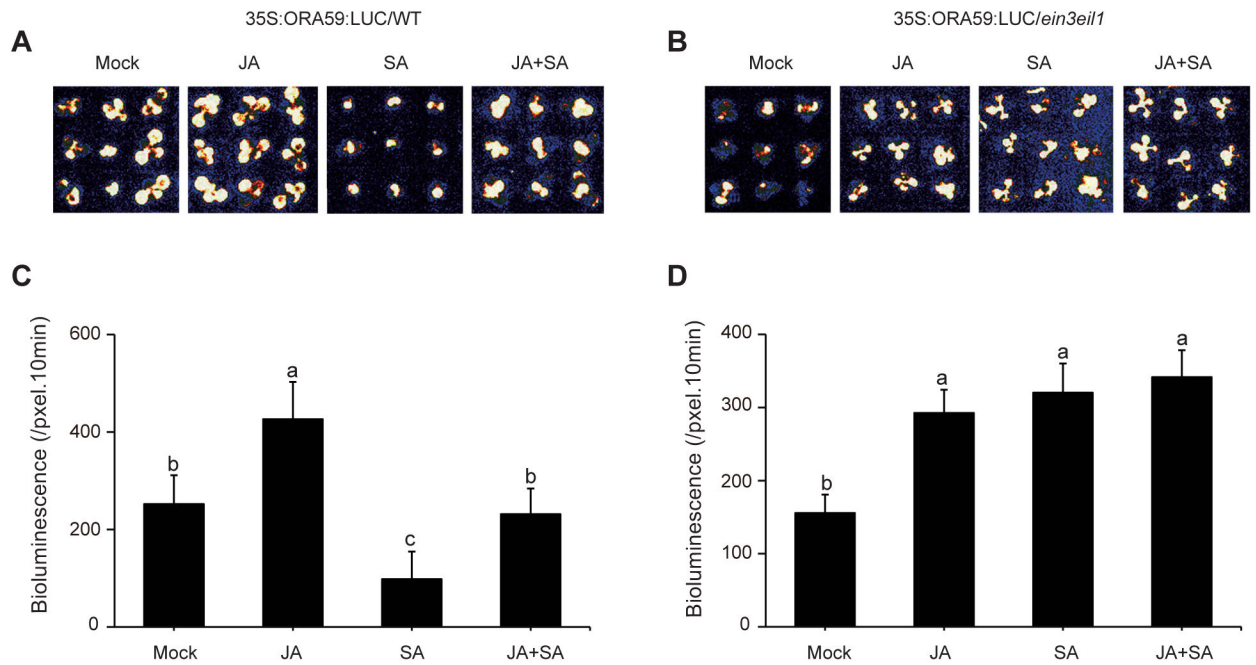 35S:ORA59:LUC/WT
35S:ORA59:LUC/ein3eil1
A
B
Mock JA SA JA+SA
Mock JA SA JA+SA
C
D
Bioluminescence (/pxel.10min)
600
400
200
0
b
a
c
b
Mock JA SA JA+SA
Bioluminescence (/pxel.10min)
400
300
200
100
0
b
a
a
a
Mock JA SA JA+SA